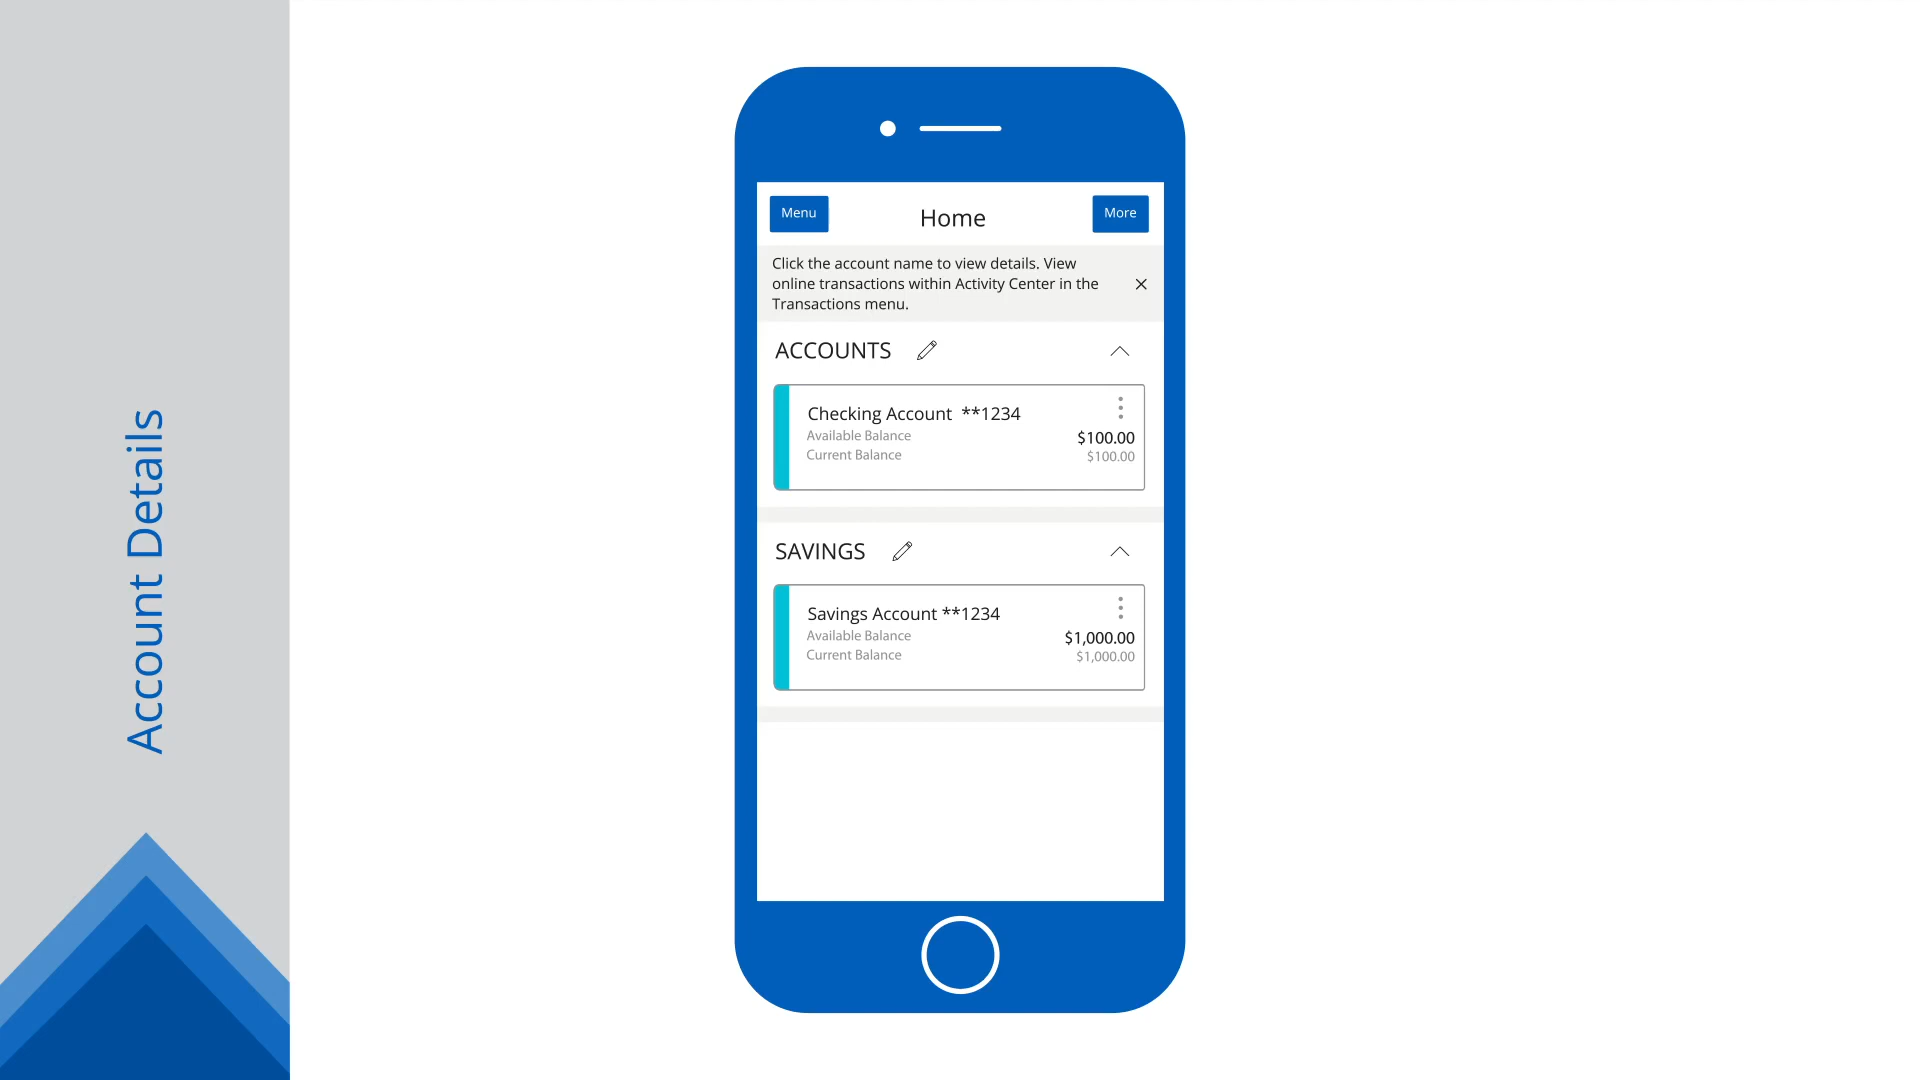 Account Details
Menu
Home
More
Click the account name to view details. View
online transactions within Activity Center in the
Transactions menu.
ACCOUNTS
Checking Account  **1234
Available Balance $100.00
Current Balance $100.00
SAVINGS
Savings Account **1234
Available Balance $1,000.00
Current Balance $1,000.00